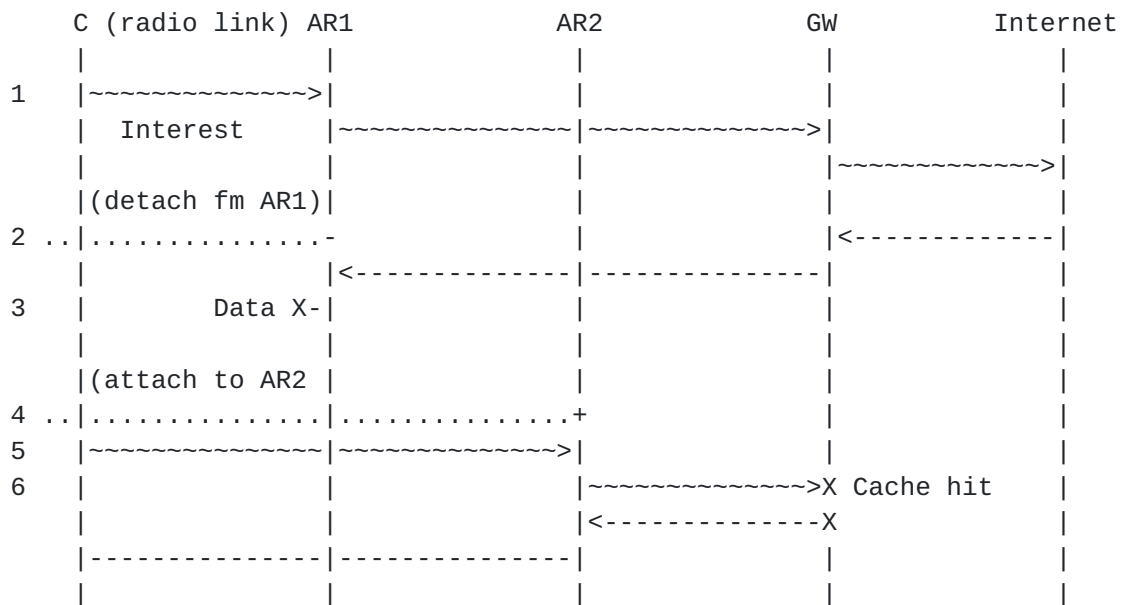 C (radio link) AR1 AR2 GW Internet
1
Interest
(detach fm AR1)
2
3 Data X
(attach to AR2
4
5
6 X Cache hit
X